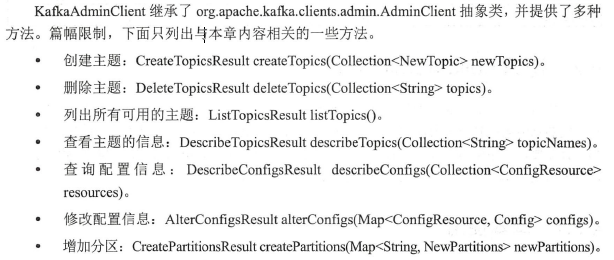 KafkaAdminClient 继承了 org.apache.kafka.clients.admin.AdminClient 抽象类，并提供了多种
方法。篇幅限制，下面只列出与本章内容相关的一些方法。
• 创建主题：CreateTopicsResult createTopics(Collection<NewTopic> newTopics)。
• 删除主题：DeleteTopicsResult deleteTopics(Collection<String> topics)。
• 列出所有可用的主题：ListTopicsResult listTopics()。
• 查看主题的信息：DescribeTopicsResult describeTopics(Collection<String> topicNames)。
• 查询配置信息：DescribeConfigsResult describeConfigs(Collection<ConfigResource>
resources)。
• 修改配置信息：AlterConfigsResult alterConfigs(Map<ConfigResource, Config> configs)。
• 增加分区：CreatePartitionsResult createPartitions(Map<String, NewPartitions> newPartitions)。